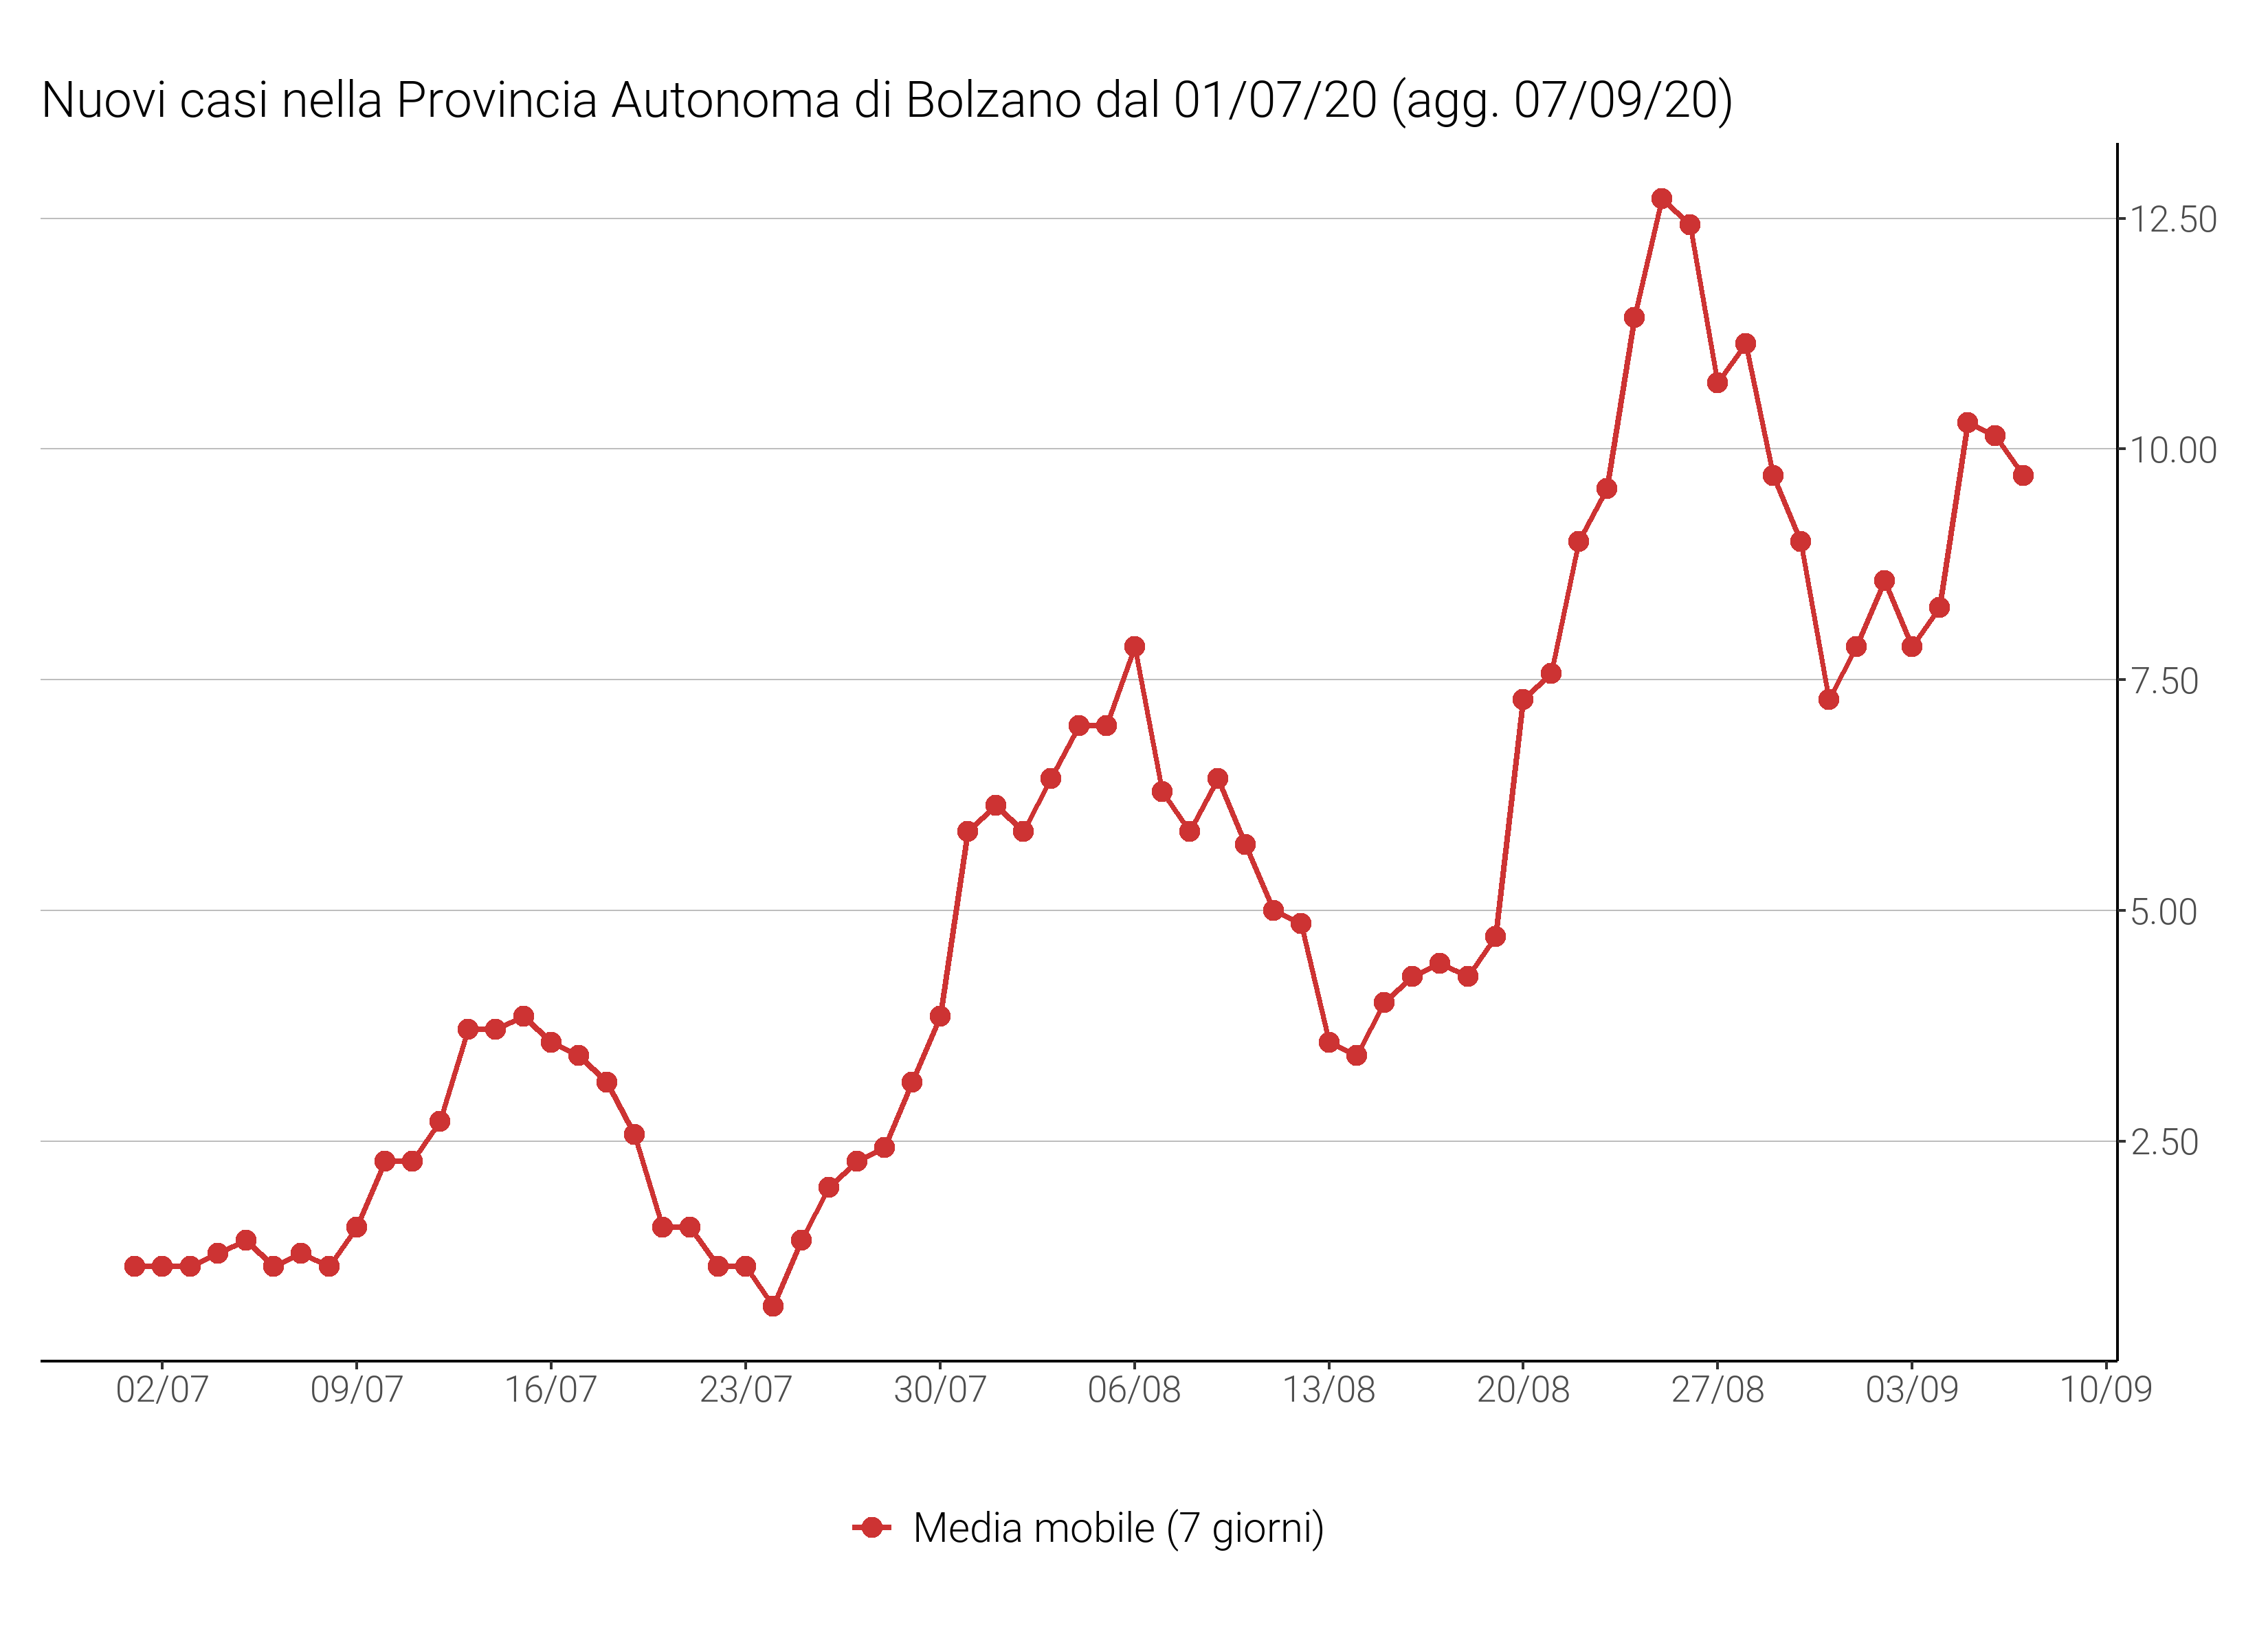 Nuovi casi nella Provincia Autonoma di Bolzano dal 01/07/20 (agg. 07/09/20)
12.50
10.00
7.50
5.00
2.50
02/07 09/07 16/07 23/07 30/07 06/08 13/08 20/08 27/08 03/09 10/09
Media mobile (7 giorni)